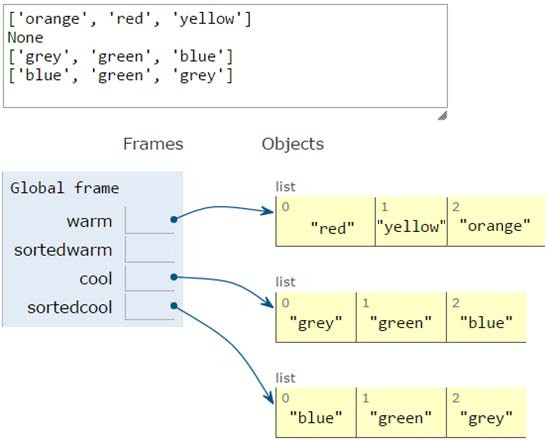 ['orange', 'red', 'yellow']
None
['grey', 'green', 'blue']
['blue', 'green', 'grey']
Frames Objects
Global frame
warm
sortedwarm
cool
sortedcool
list
0 1 2
"red" "yellow" "orange"
list
0 1 2
"grey" "green" "blue"
list
0 1 2
"blue" "green" "grey"